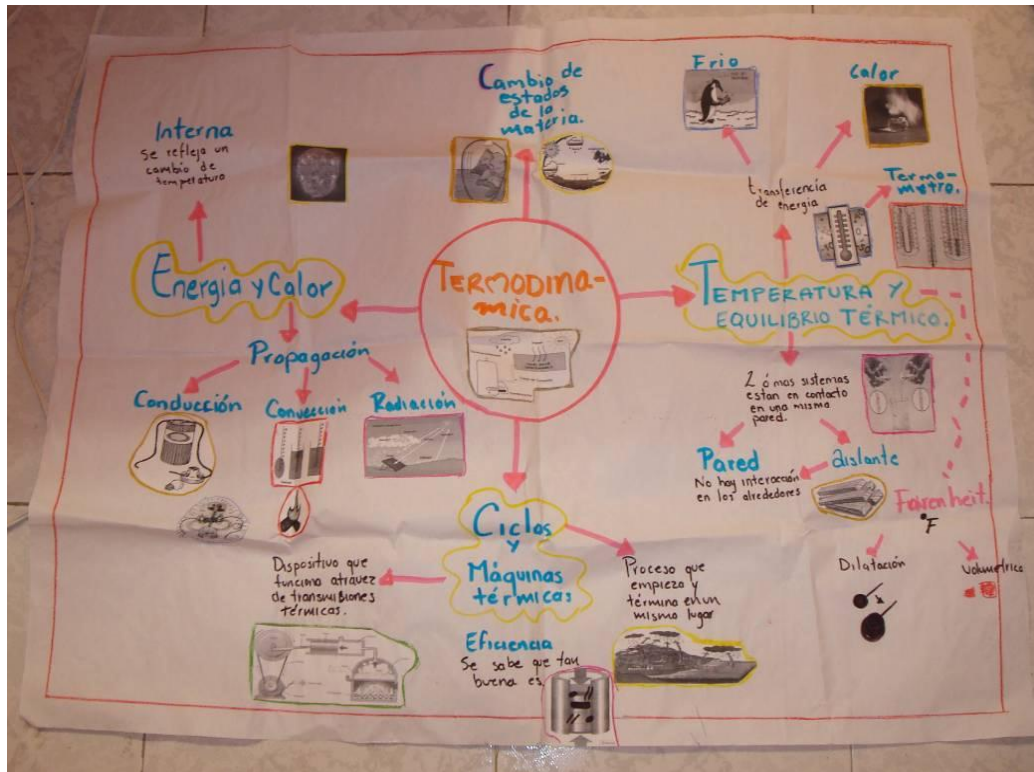 Interna
Se refleja un
cambio de
temperatura
Cambio de
estados
de la
materia.
Frio
Calor
transferencia
de energia
Termo-
metro.
Energia y Calor
TERMODINA-
mica.
TEMPERATURA Y
EQUILIBRIO TÉRMICO.
Propagación
Conducción
Convección
Radiación
2 ó mas sistemas
estan en contacto
en una misma
pared.
Pared
No hay interacción
en los alrededores
aislante
Farenheit.
°F
Dilatación
Volumétrico
Ciclos
y
Máquinas
térmicas
Dispositivo que
funciona atravez
de transmisiones
térmicas.
Proceso que
empieza y
término en un
mismo lugar
Eficiencia
Se sabe que tan
buena es